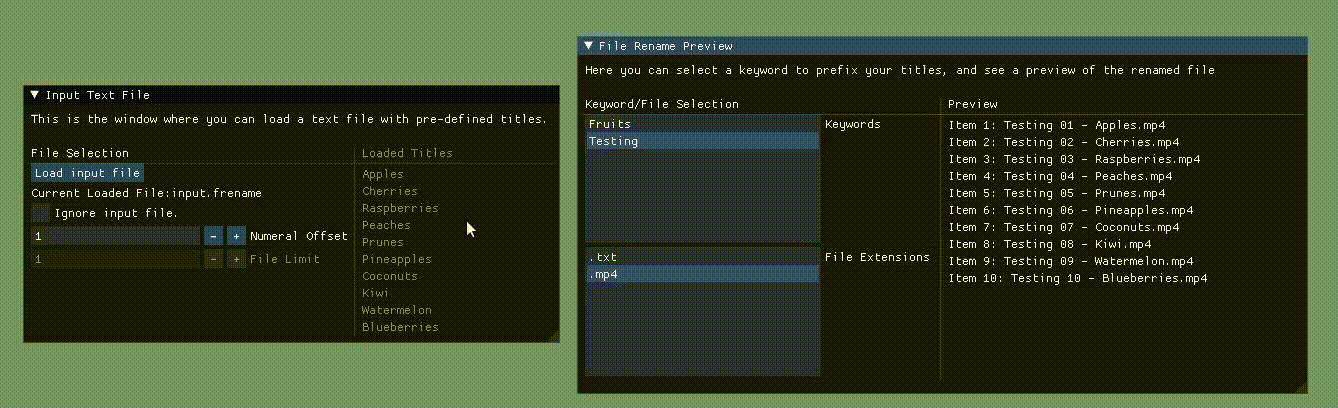 Input Text File
This is the window where you can load a text file with pre-defined titles.
File Selection
Load input file
Current Loaded File:input.frename
Ignore input file.
1 - + Numeral Offset
1 - + File Limit
Loaded Titles
Apples
Cherries
Raspberries
Peaches
Prunes
Pineapples
Coconuts
Kiwi
Watermelon
Blueberries
File Rename Preview
Here you can select a keyword to prefix your titles, and see a preview of the renamed file
Keyword/File Selection
Fruits
Testing
Keywords
.txt
.mp4
File Extensions
Preview
Item 1: Testing 01 - Apples.mp4
Item 2: Testing 02 - Cherries.mp4
Item 3: Testing 03 - Raspberries.mp4
Item 4: Testing 04 - Peaches.mp4
Item 5: Testing 05 - Prunes.mp4
Item 6: Testing 06 - Pineapples.mp4
Item 7: Testing 07 - Coconuts.mp4
Item 8: Testing 08 - Kiwi.mp4
Item 9: Testing 09 - Watermelon.mp4
Item 10: Testing 10 - Blueberries.mp4